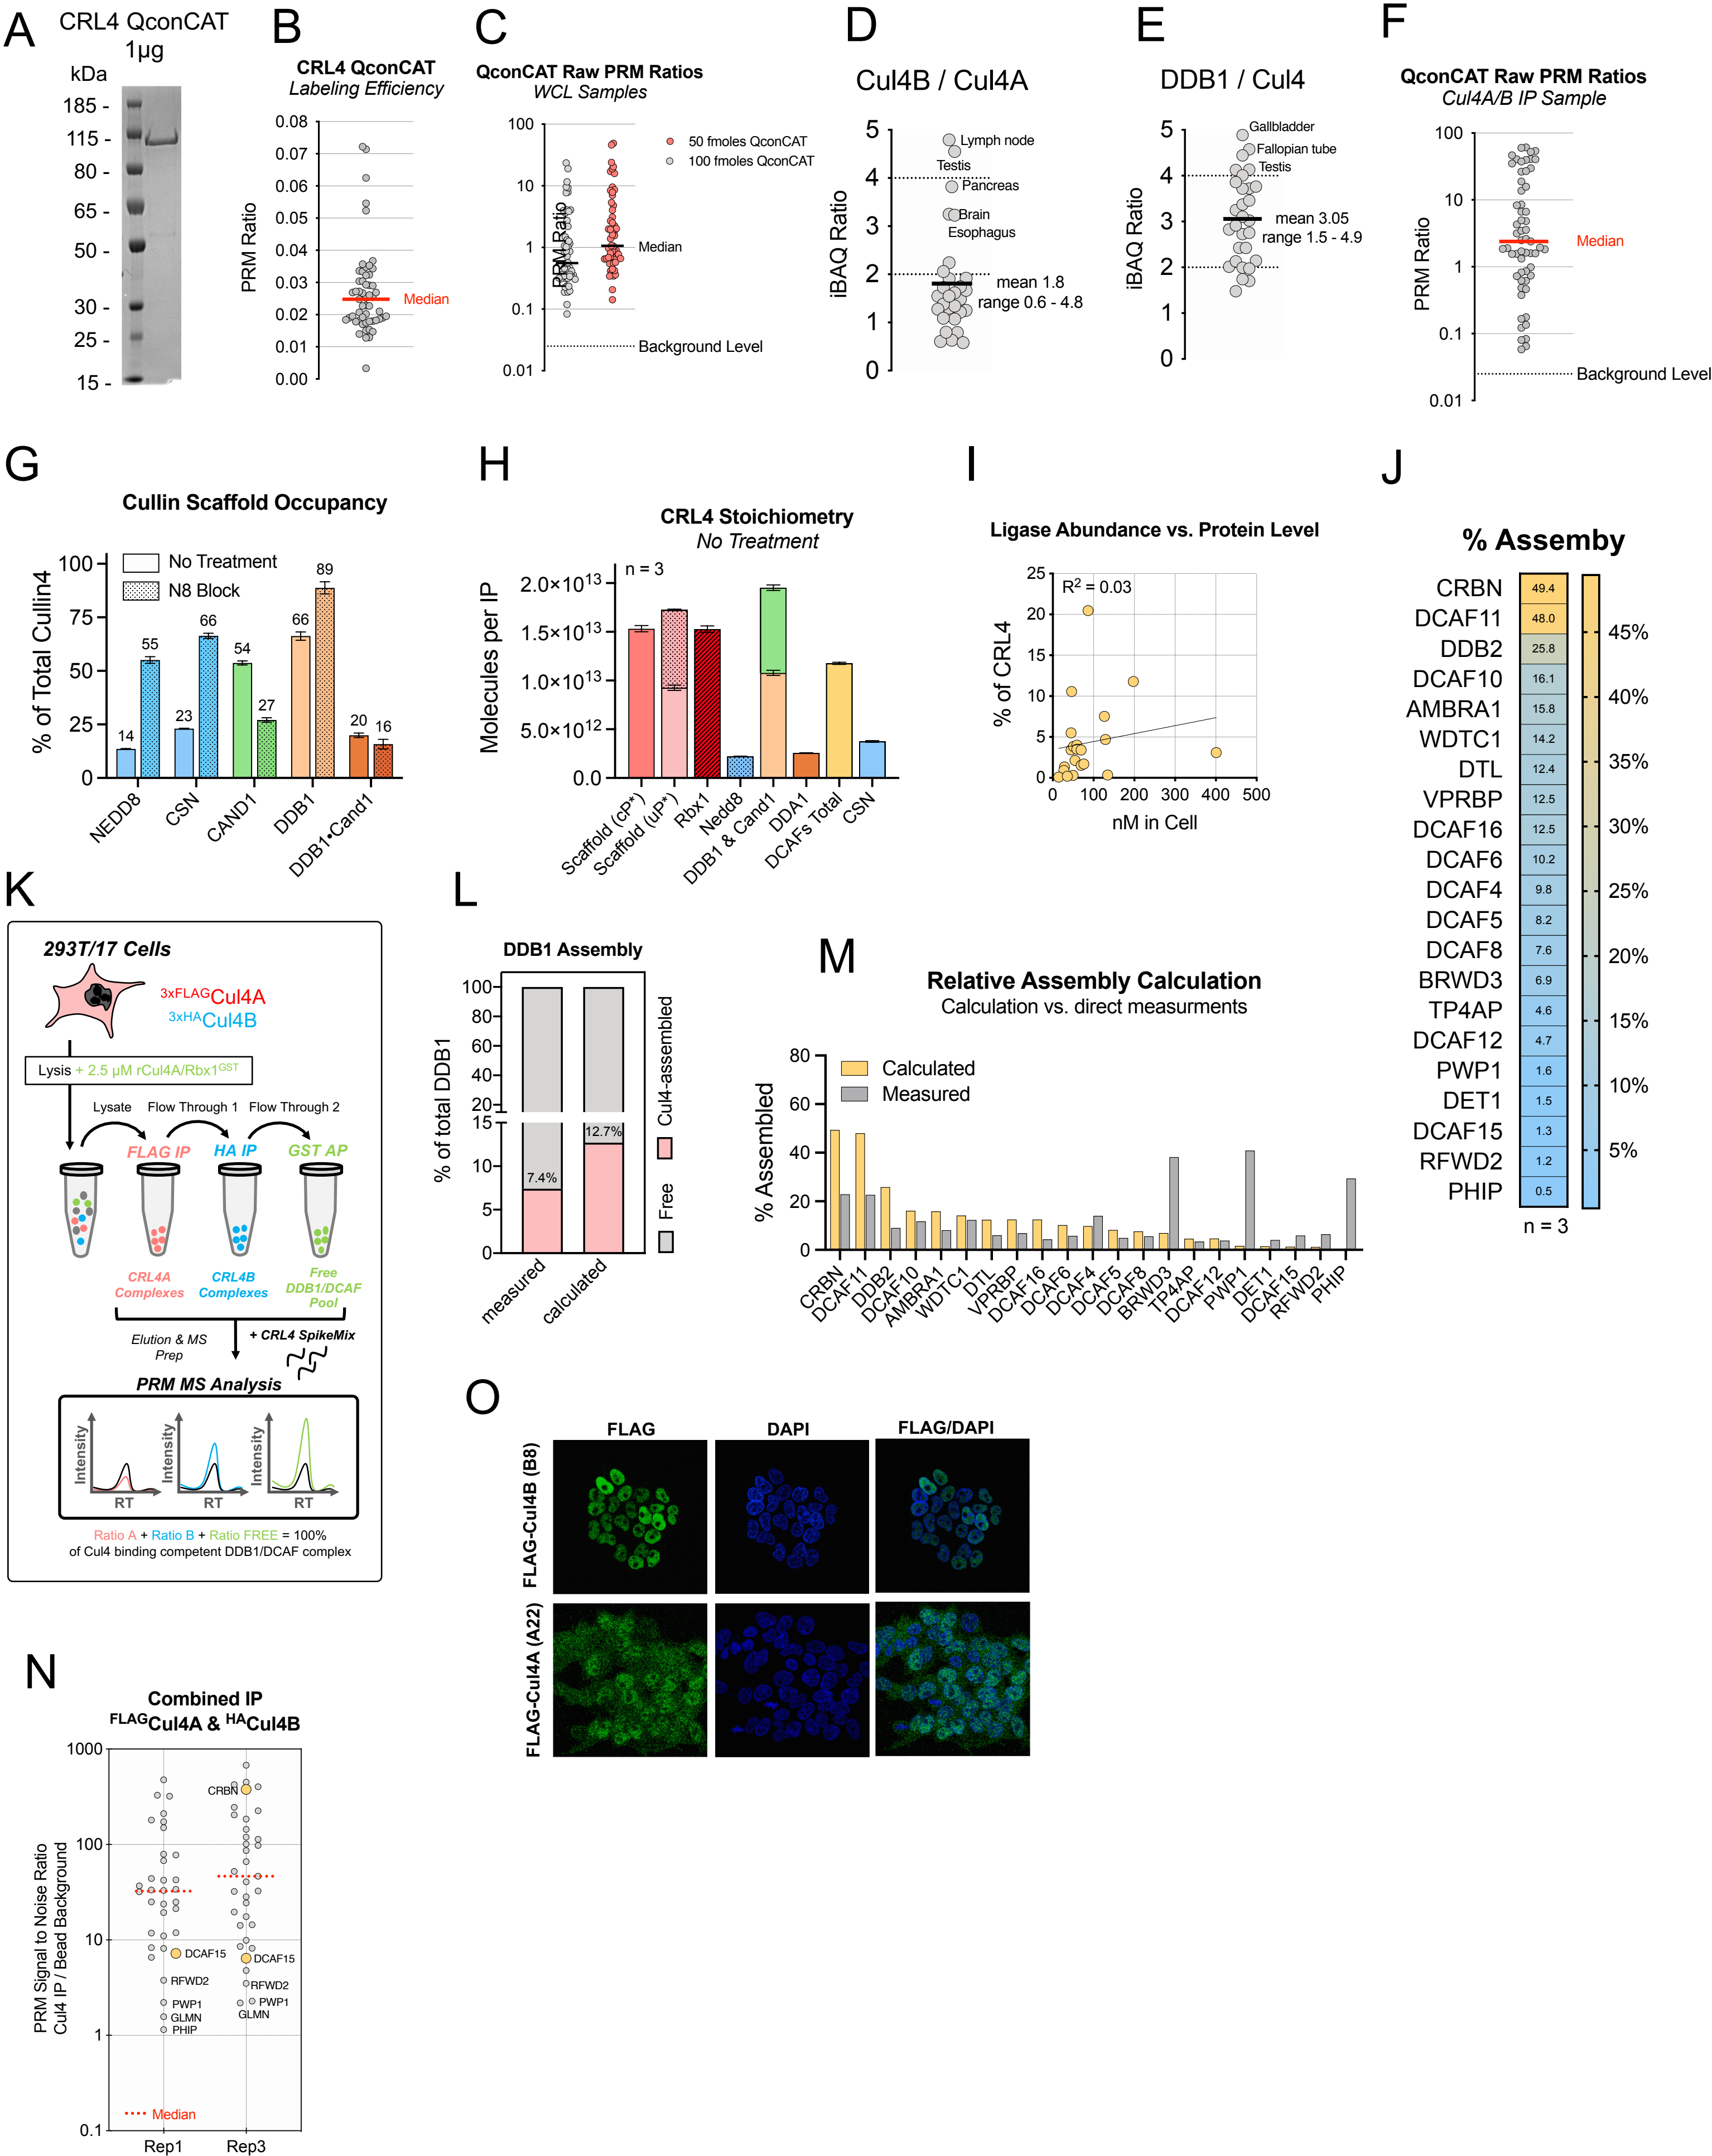 A
CRL4 QconCAT
1µg
kDa
185 -
115 -
80 -
65 -
50 -
30 -
25 -
15 -
B
CRL4 QconCAT
Labeling Efficiency
PRM Ratio
0.08
0.07
0.06
0.05
0.04
0.03
0.02
0.01
0.00
Median
C
QconCAT Raw PRM Ratios
WCL Samples
PRM Ratio
100
10
1
0.1
0.01
50 fmoles QconCAT
100 fmoles QconCAT
Median
Background Level
D
Cul4B / Cul4A
iBAQ Ratio
5
4
3
2
1
0
Lymph node
Testis
Pancreas
Brain
Esophagus
mean 1.8
range 0.6 - 4.8
E
DDB1 / Cul4
iBAQ Ratio
5
4
3
2
1
0
Gallbladder
Fallopian tube
Testis
mean 3.05
range 1.5 - 4.9
F
QconCAT Raw PRM Ratios
Cul4A/B IP Sample
PRM Ratio
100
10
1
0.1
0.01
Median
Background Level
G
Cullin Scaffold Occupancy
% of Total Cullin4
100
75
50
25
0
No Treatment
N8 Block
14
55
23
66
54
27
66
89
20
16
NEDD8
CSN
CAND1
DDB1
DDB1•Cand1
H
CRL4 Stoichiometry
No Treatment
n = 3
Molecules per IP
2.0×10¹³
1.5×10¹³
1.0×10¹³
5.0×10¹²
0.0
Scaffold (cP*)
Scaffold (uP*)
Rbx1
Nedd8
DDB1 & Cand1
DDA1
DCAFs Total
CSN
I
Ligase Abundance vs. Protein Level
R² = 0.03
% of CRL4
25
20
15
10
5
0
0
100
200
300
400
500
nM in Cell
J
% Assemby
CRBN 49.4
DCAF11 48.0
DDB2 25.8
DCAF10 16.1
AMBRA1 15.8
WDTC1 14.2
DTL 12.4
VPRBP 12.5
DCAF16 12.5
DCAF6 10.2
DCAF4 9.8
DCAF5 8.2
DCAF8 7.6
BRWD3 6.9
TP4AP 4.6
DCAF12 4.7
PWP1 1.6
DET1 1.5
DCAF15 1.3
RFWD2 1.2
PHIP 0.5
n = 3
45%
40%
35%
30%
25%
20%
15%
10%
5%
K
293T/17 Cells
3xFLAGCul4A
3xHACul4B
Lysis + 2.5 µM rCul4A/Rbx1GST
Lysate
Flow Through 1
Flow Through 2
FLAG IP
HA IP
GST AP
CRL4A
Complexes
CRL4B
Complexes
Free
DDB1/DCAF
Pool
Elution & MS
Prep
+ CRL4 SpikeMix
PRM MS Analysis
Intensity
RT
Intensity
RT
Intensity
RT
Ratio A + Ratio B + Ratio FREE = 100%
of Cul4 binding competent DDB1/DCAF complex
L
DDB1 Assembly
% of total DDB1
100
80
60
40
20
15
10
5
0
7.4%
12.7%
measured
calculated
Free
Cul4-assembled
M
Relative Assembly Calculation
Calculation vs. direct measurments
% Assembled
80
60
40
20
0
Calculated
Measured
CRBN
DCAF11
DDB2
DCAF10
AMBRA1
WDTC1
DTL
VPRBP
DCAF16
DCAF6
DCAF4
DCAF5
DCAF8
BRWD3
TP4AP
DCAF12
PWP1
DET1
DCAF15
RFWD2
PHIP
O
FLAG
DAPI
FLAG/DAPI
FLAG-Cul4B (B8)
FLAG-Cul4A (A22)
N
Combined IP
FLAGCul4A & HACul4B
PRM Signal to Noise Ratio
Cul4 IP / Bead Background
1000
100
10
1
0.1
DCAF15
RFWD2
PWP1
GLMN
PHIP
CRBN
DCAF15
RFWD2
PWP1
GLMN
Median
Rep1
Rep3